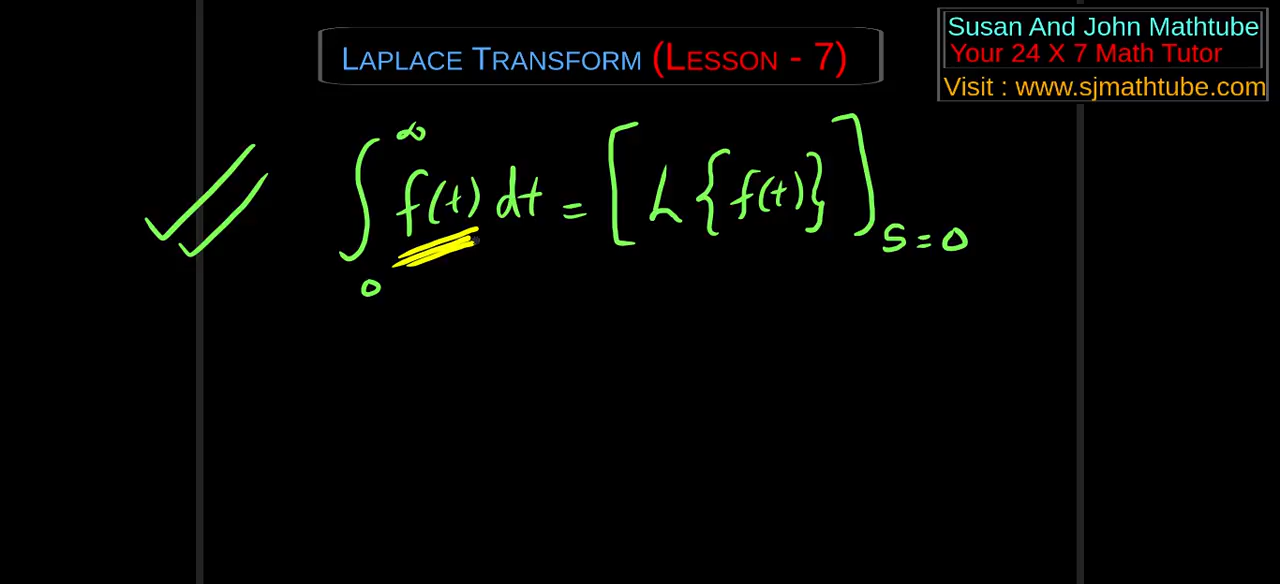 Susan And John Mathtube
Your 24 X 7 Math Tutor
Visit : www.sjmathtube.com
LAPLACE TRANSFORM (LESSON - 7)
∫₀^∞ f(t) dt = [L{f(t)}]ₛ₌₀